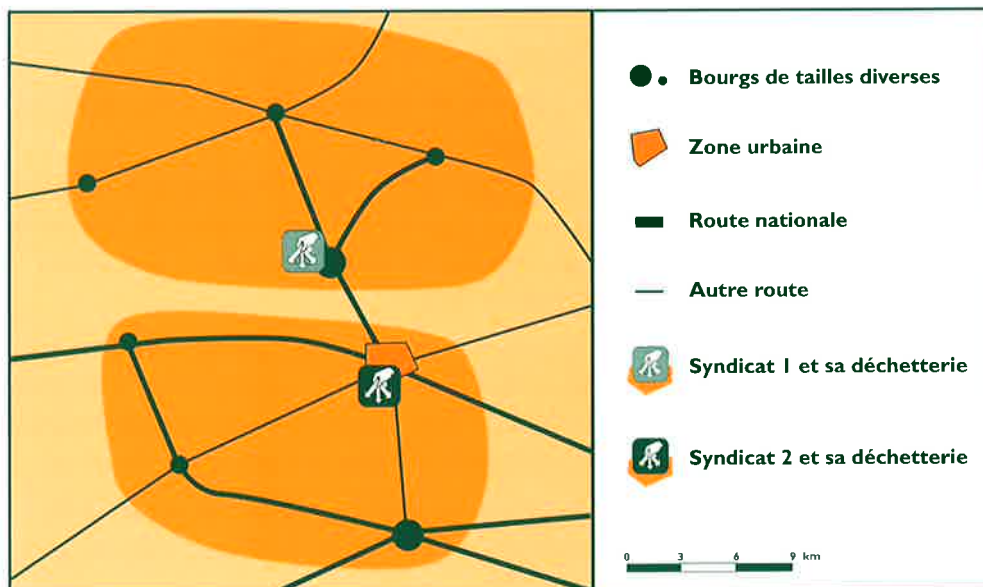 Bourgs de tailles diverses
Zone urbaine
Route nationale
Autre route
Syndicat 1 et sa déchetterie
Syndicat 2 et sa déchetterie
0 3 6 9 km